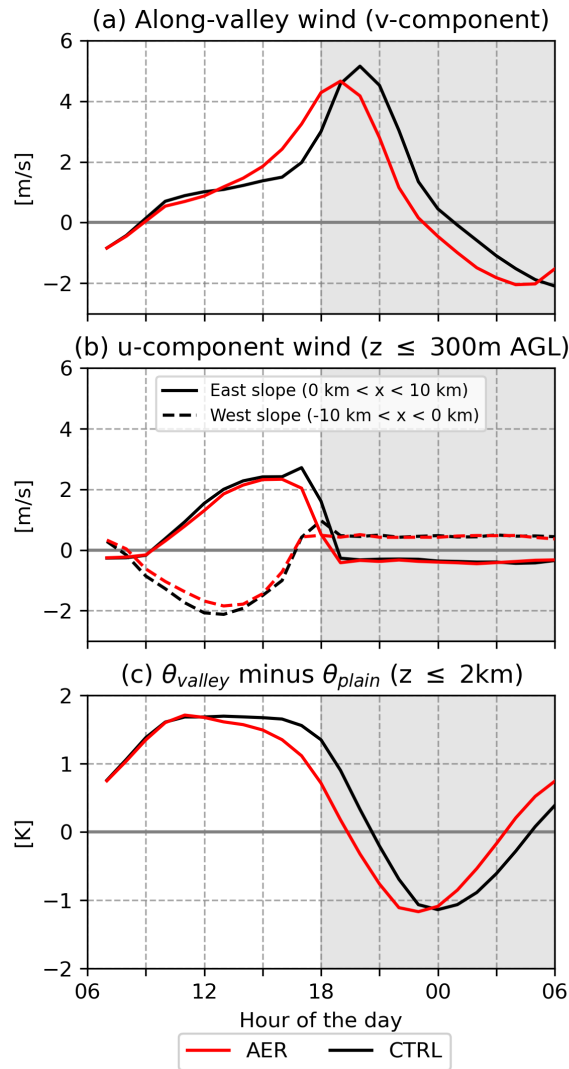 (a) Along-valley wind (v-component)
6
4
2
0
−2
[m/s]
(b) u-component wind (z ≤ 300m AGL)
6
4
2
0
−2
[m/s]
East slope (0 km < x < 10 km)
West slope (-10 km < x < 0 km)
(c) θvalley minus θplain (z ≤ 2km)
2
1
0
−1
−2
[K]
06 12 18 00 06
Hour of the day
AER CTRL